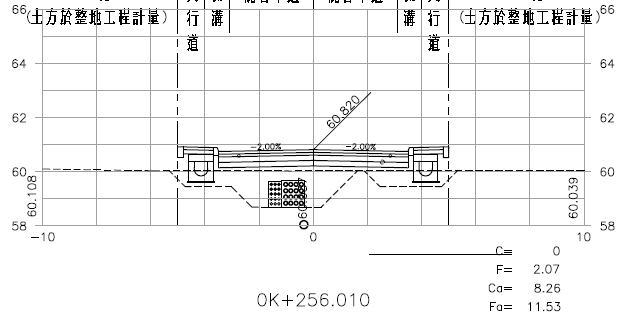 66 66
(土方於整地工程計量) 行道 溝 溝 行道 (土方於整地工程計量)
64 64
62 62
60.820
-2.00% -2.00%
60 60
60.108 60.039
58 58
-10 0 10
C= 0
F= 2.07
0K+256.010
Ca= 8.26
Fa= 11.53